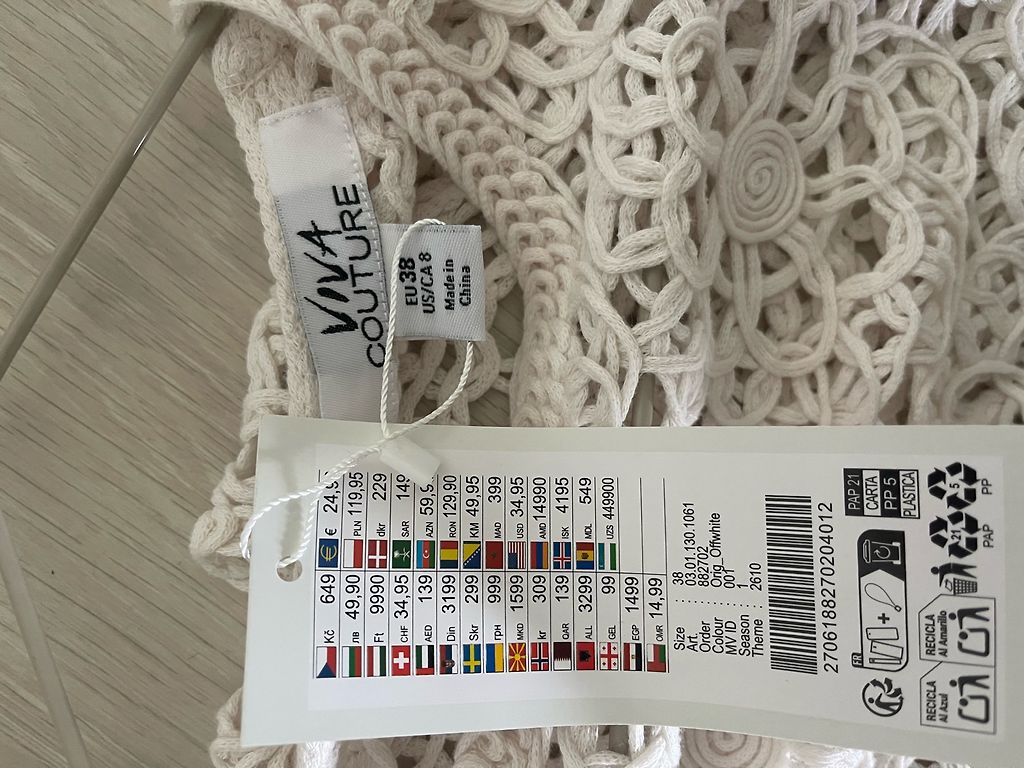 VIVA
COUTURE
EU 38
US/CA 8
Made in
China
Kč 649
ЛВ 49,90
Ft 9990
CHF 34,95
AED 139
Din 3199
Skr 299
грн 999
MKD 1599
kr 309
QAR 139
ALL 3299
GEL 99
EGP 1499
OMR 14,99
€ 24,9
PLN 119,95
dkr 229
SAR 149
AZN 59,9
RON 129,90
KM 49,95
MAD 399
USD 34,95
AMD 14990
ISK 4195
MDL 549
UZS 449900
Size : 38
Art. : 03.01.130.1061
Order : 882702
Colour : Orig Offwhite
MV ID : 001
Season : 1
Theme : 2610
2706188270204012
FR
PAP 21
CARTA
PP 5
PLASTICA
RECICLA
Al Azul
RECICLA
Al Amarillo
21
PAP
5
PP